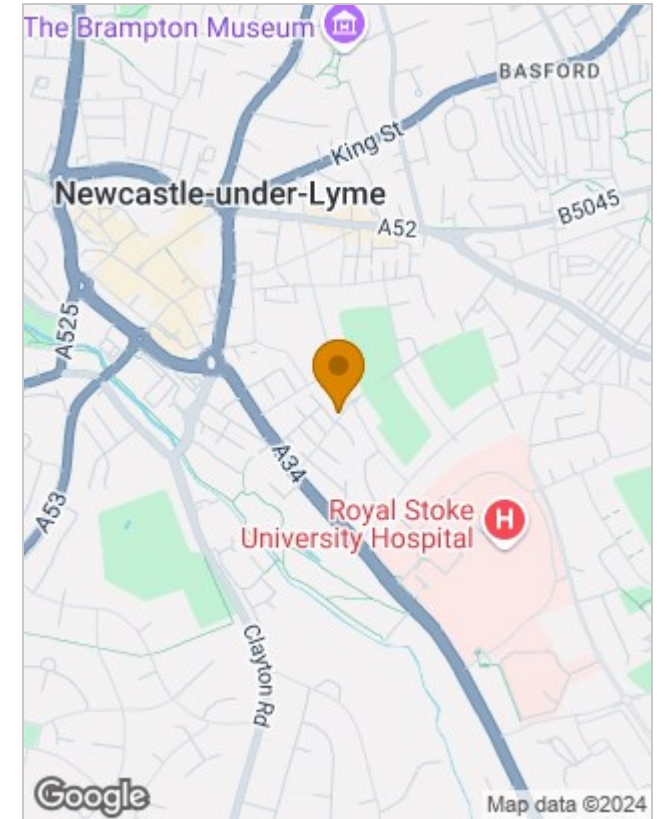 The Brampton Museum
BASFORD
King St
Newcastle-under-Lyme
B5045
A52
A525
A34
A53
Royal Stoke
University Hospital
H
Clayton Rd
Google
Map data ©2024